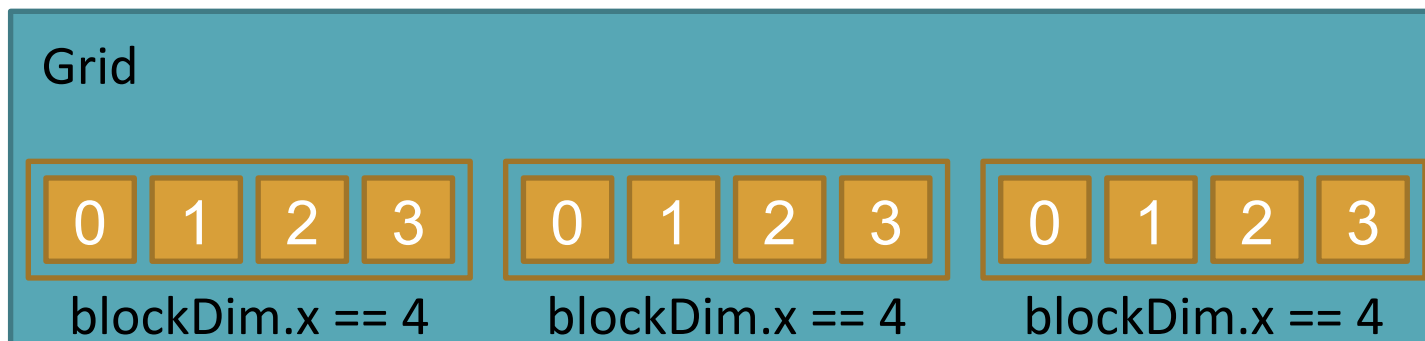 Grid
0 1 2 3 0 1 2 3 0 1 2 3
blockDim.x == 4 blockDim.x == 4 blockDim.x == 4